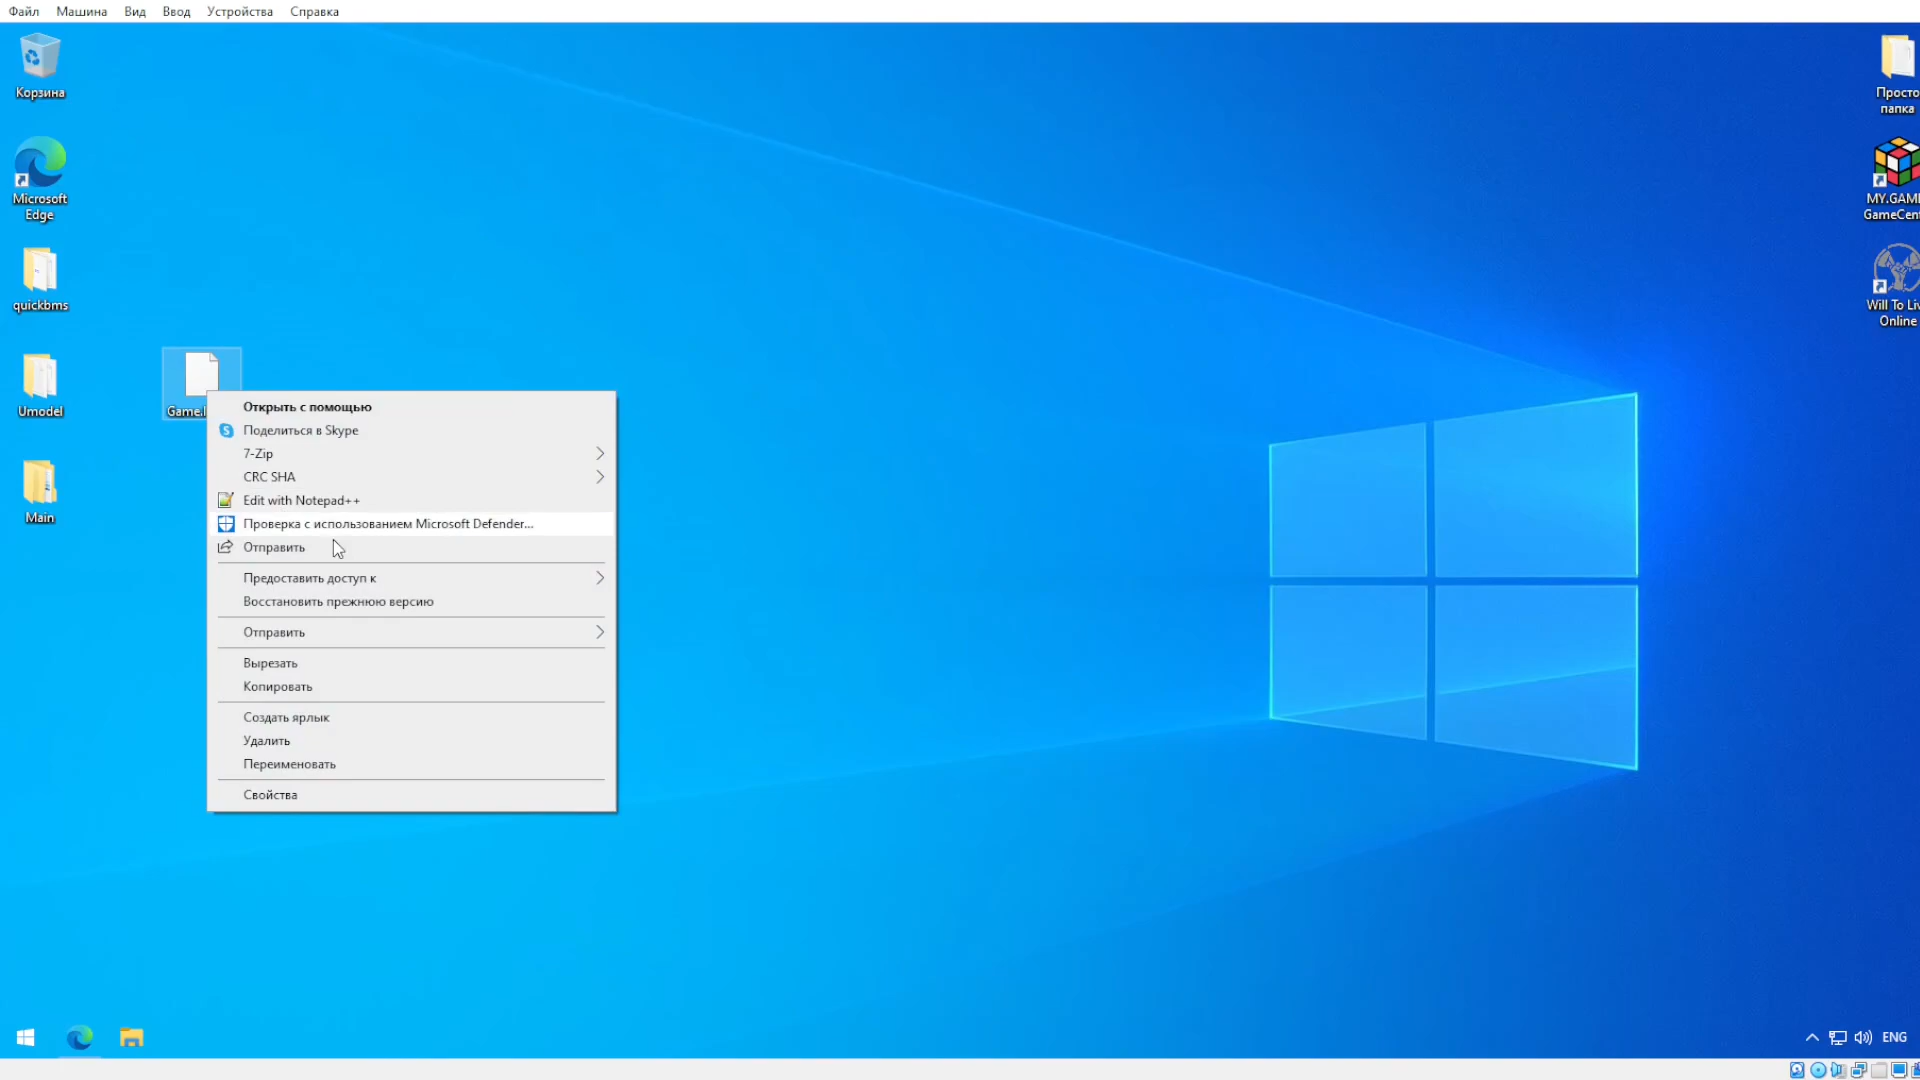 Файл Машина Вид Ввод Устройства Справка
Корзина
Microsoft
Edge
quickbms
Umodel
Main
Game.
Открыть с помощью
Поделиться в Skype
7-Zip
CRC SHA
Edit with Notepad++
Проверка с использованием Microsoft Defender...
Отправить
Предоставить доступ к
Восстановить прежнюю версию
Отправить
Вырезать
Копировать
Создать ярлык
Удалить
Переименовать
Свойства
Просто
папка
MY.GAM
GameCen
Will To Liv
Online
ENG